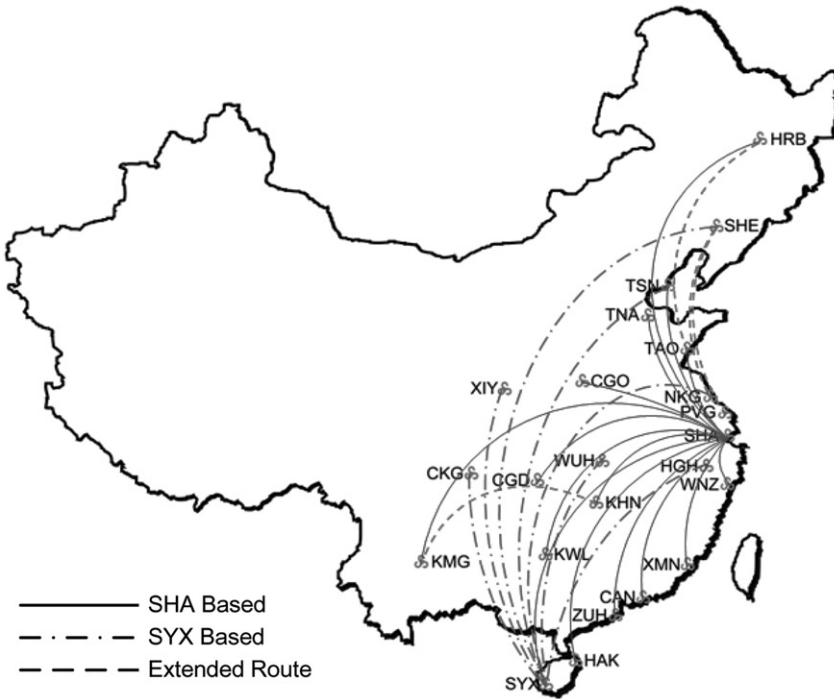 HRB
SHE
TSN
TNA
TAO
XIY
CGO
NKG
PVG
SHA
WUH
HGH
CKG
CGD
WNZ
KHN
KWL
KMG
XMN
CAN
ZUH
HAK
SYX
SHA Based
SYX Based
Extended Route